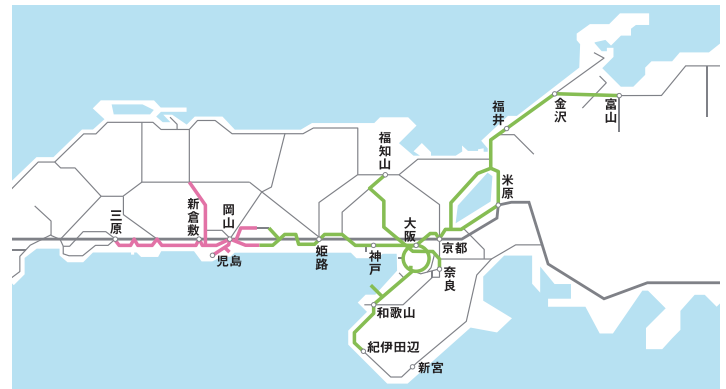 金沢
富山
福井
福知山
米原
新倉敷
岡山
三原
大阪
京都
児島
姫路
神戸
奈良
和歌山
紀伊田辺
新宮